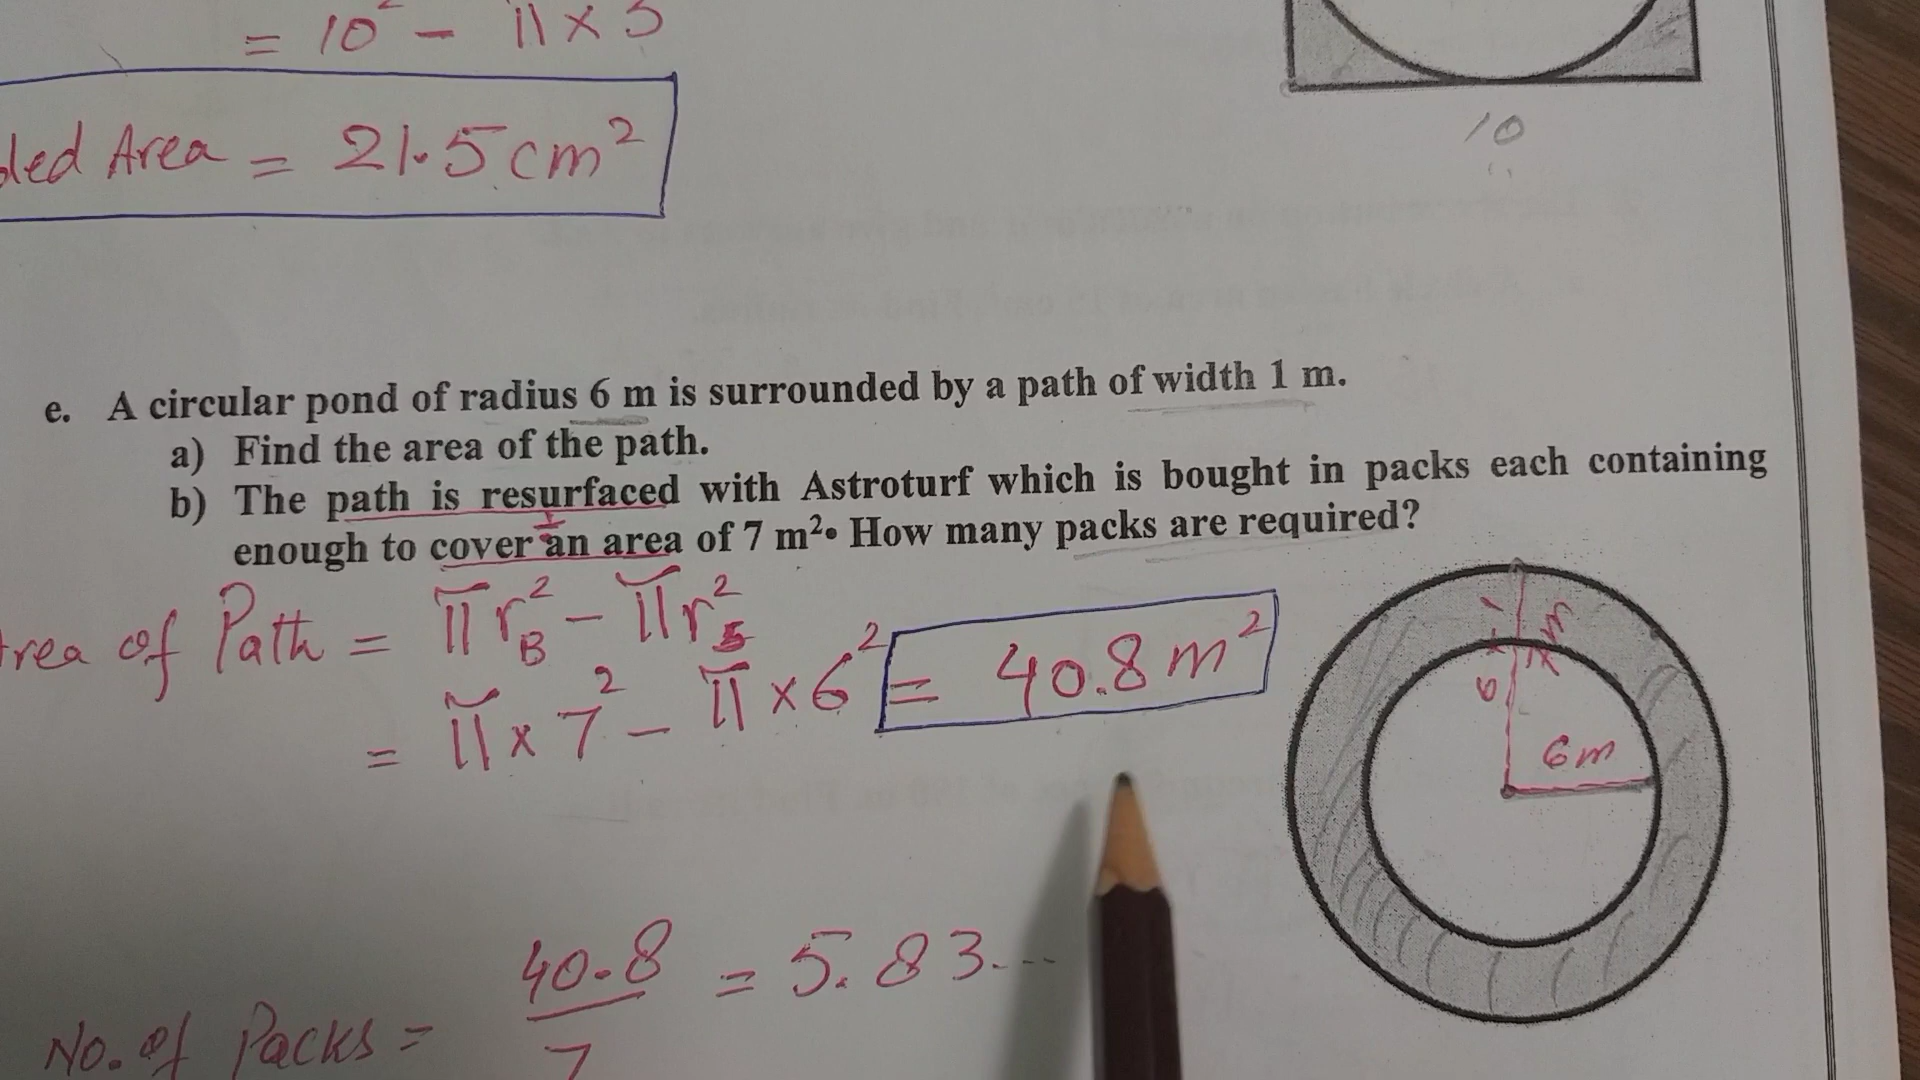 = 10² − π × 5
ded Area = 21.5 cm²
10
e. A circular pond of radius 6 m is surrounded by a path of width 1 m.
a) Find the area of the path.
b) The path is resurfaced with Astroturf which is bought in packs each containing
enough to cover an area of 7 m². How many packs are required?
Area of Path = πr²B − πr²S
= π × 7² − π × 6² = 40.8 m²
6
6m
No. of Packs = 40.8 / 7 = 5.83...